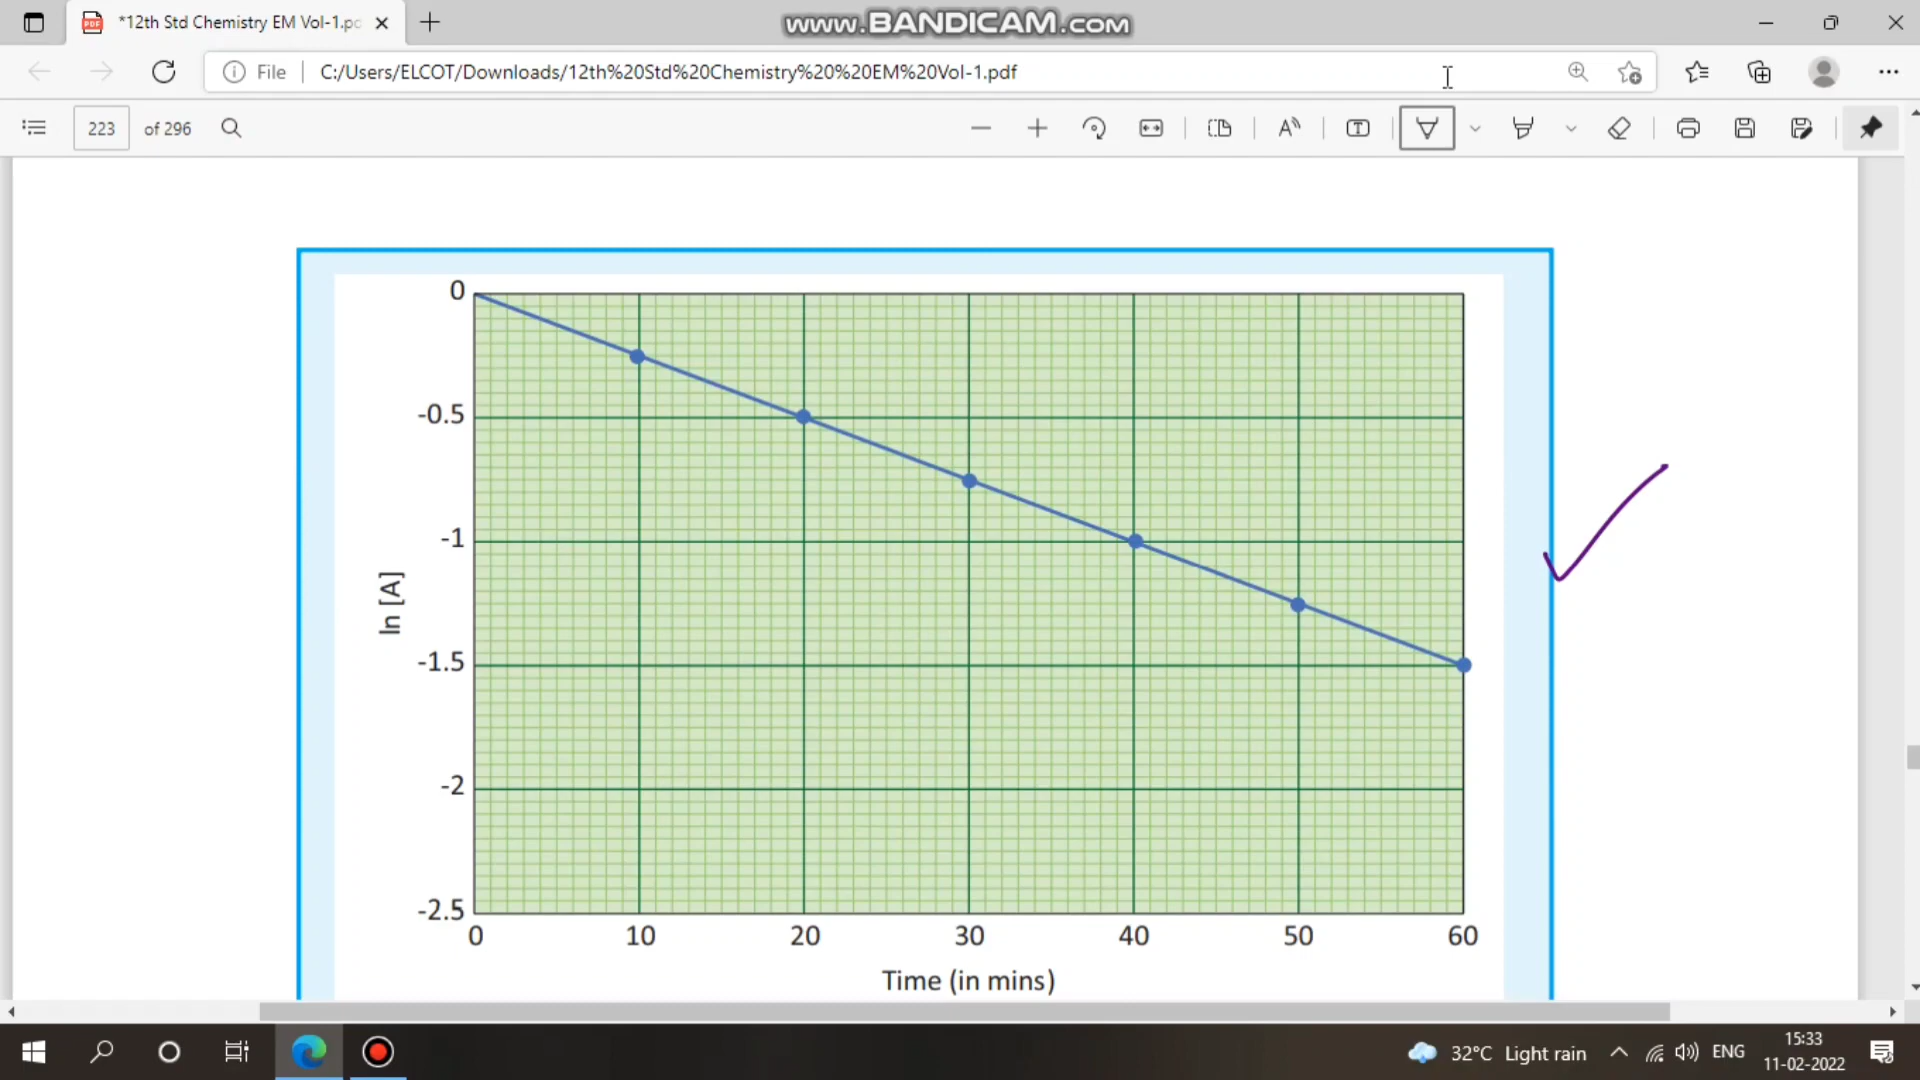 *12th Std Chemistry EM Vol-1.pd
www.BANDICAM.com
File
C:/Users/ELCOT/Downloads/12th%20Std%20Chemistry%20%20EM%20Vol-1.pdf
223 of 296
0
-0.5
-1
-1.5
-2
-2.5
ln [A]
0 10 20 30 40 50 60
Time (in mins)
32°C Light rain
ENG
15:33
11-02-2022